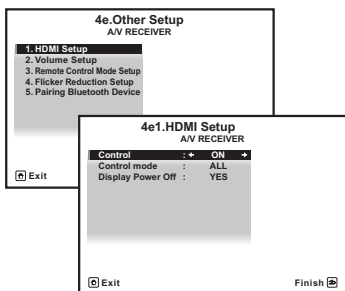 4e.Other Setup
A/V RECEIVER
1. HDMI Setup
2. Volume Setup
3. Remote Control Mode Setup
4. Flicker Reduction Setup
5. Pairing Bluetooth Device
Exit
4e1.HDMI Setup
A/V RECEIVER
Control : ON
Control mode : ALL
Display Power Off : YES
Exit Finish